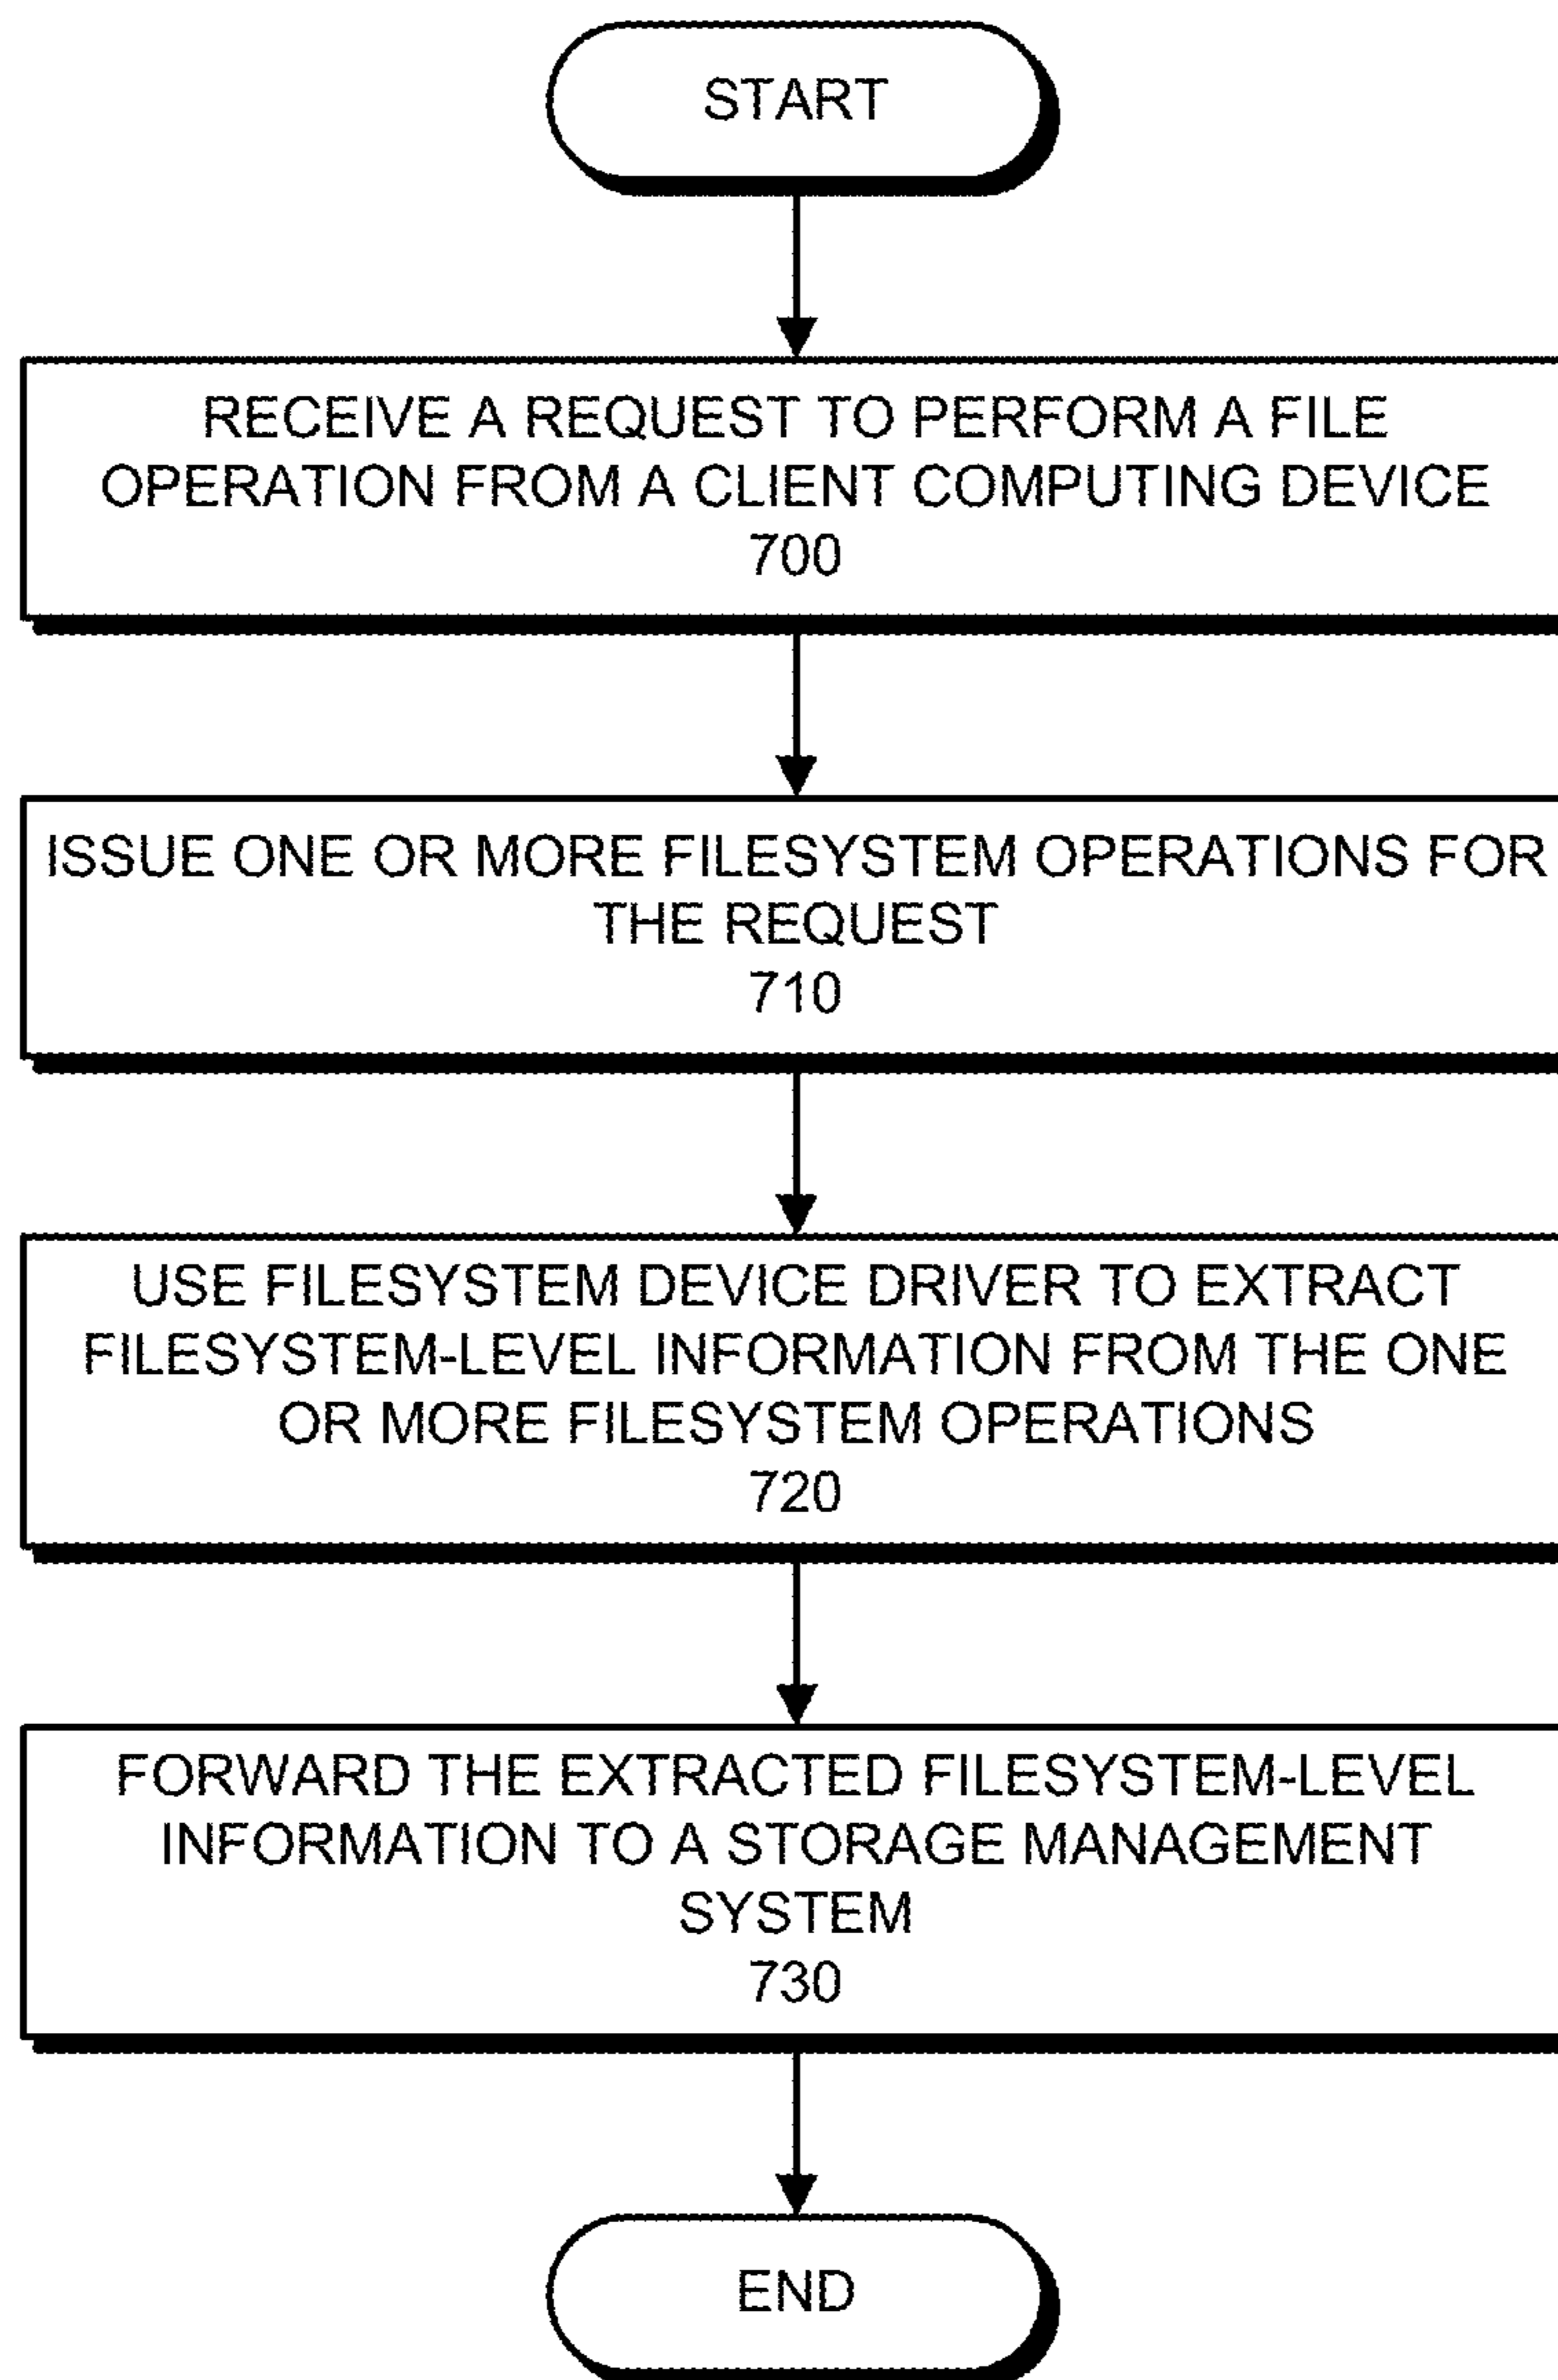 START
RECEIVE A REQUEST TO PERFORM A FILE
OPERATION FROM A CLIENT COMPUTING DEVICE
700
ISSUE ONE OR MORE FILESYSTEM OPERATIONS FOR
THE REQUEST
710
USE FILESYSTEM DEVICE DRIVER TO EXTRACT
FILESYSTEM-LEVEL INFORMATION FROM THE ONE
OR MORE FILESYSTEM OPERATIONS
720
FORWARD THE EXTRACTED FILESYSTEM-LEVEL
INFORMATION TO A STORAGE MANAGEMENT
SYSTEM
730
END